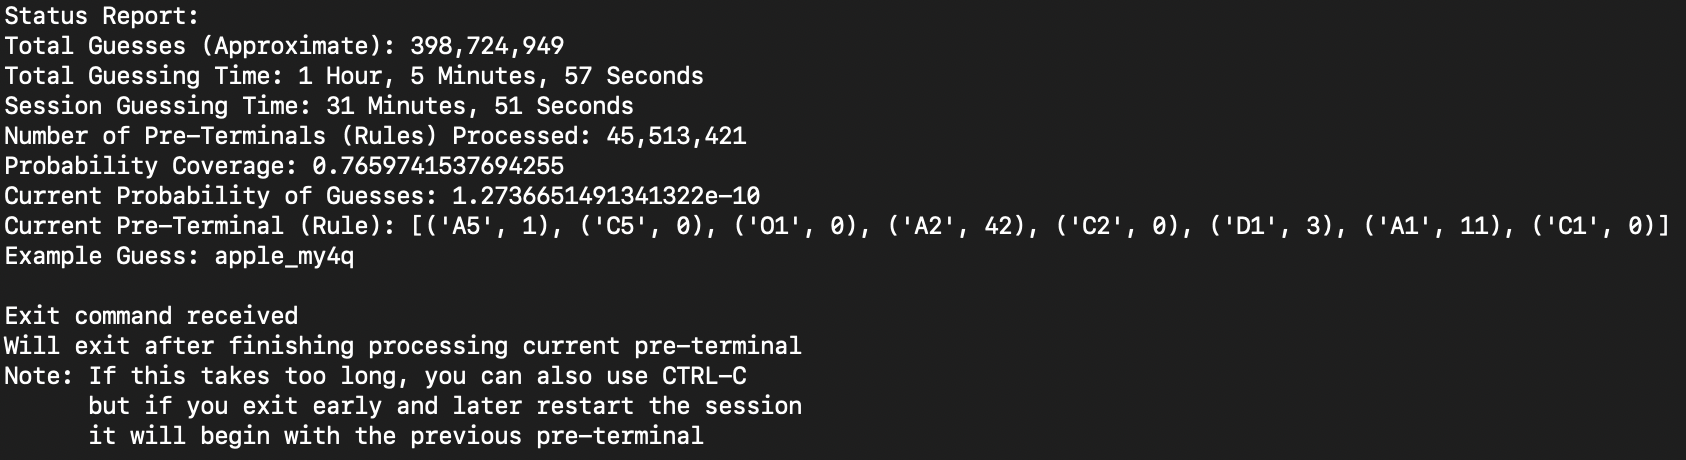 Status Report:
Total Guesses (Approximate): 398,724,949
Total Guessing Time: 1 Hour, 5 Minutes, 57 Seconds
Session Guessing Time: 31 Minutes, 51 Seconds
Number of Pre-Terminals (Rules) Processed: 45,513,421
Probability Coverage: 0.7659741537694255
Current Probability of Guesses: 1.2736651491341322e-10
Current Pre-Terminal (Rule): [('A5', 1), ('C5', 0), ('O1', 0), ('A2', 42), ('C2', 0), ('D1', 3), ('A1', 11), ('C1', 0)]
Example Guess: apple_my4q
Exit command received
Will exit after finishing processing current pre-terminal
Note: If this takes too long, you can also use CTRL-C
but if you exit early and later restart the session
it will begin with the previous pre-terminal